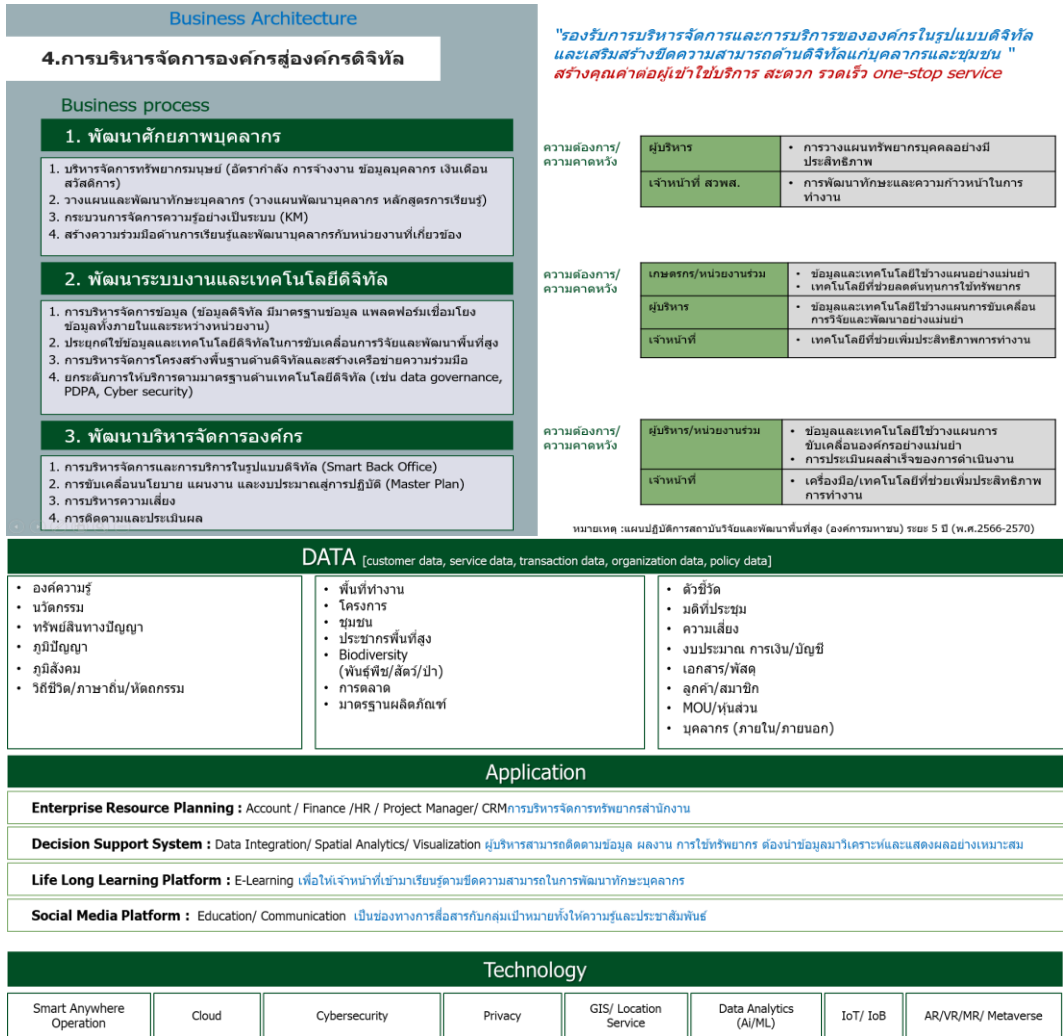 Business Architecture
4.การบริหารจัดการองค์กรสู่องค์กรดิจิทัล
"รองรับการบริหารจัดการและการบริการขององค์กรในรูปแบบดิจิทัล
และเสริมสร้างขีดความสามารถด้านดิจิทัลแก่บุคลากรและชุมชน "
สร้างคุณค่าต่อผู้เข้าใช้บริการ สะดวก รวดเร็ว one-stop service
Business process
1. พัฒนาศักยภาพบุคลากร
1. บริหารจัดการทรัพยากรมนุษย์ (อัตรากำลัง การจ้างงาน ข้อมูลบุคลากร เงินเดือน
สวัสดิการ)
2. วางแผนและพัฒนาทักษะบุคลากร (วางแผนพัฒนาบุคลากร หลักสูตรการเรียนรู้)
3. กระบวนการจัดการความรู้อย่างเป็นระบบ (KM)
4. สร้างความร่วมมือด้านการเรียนรู้และพัฒนาบุคลากรกับหน่วยงานที่เกี่ยวข้อง
ความต้องการ/
ความคาดหวัง
ผู้บริหาร
• การวางแผนทรัพยากรบุคคลอย่างมี
ประสิทธิภาพ
เจ้าหน้าที่ สวพส.
• การพัฒนาทักษะและความก้าวหน้าในการ
ทำงาน
2. พัฒนาระบบงานและเทคโนโลยีดิจิทัล
1. การบริหารจัดการข้อมูล (ข้อมูลดิจิทัล มีมาตรฐานข้อมูล แพลตฟอร์มเชื่อมโยง
ข้อมูลทั้งภายในและระหว่างหน่วยงาน)
2. ประยุกต์ใช้ข้อมูลและเทคโนโลยีดิจิทัลในการขับเคลื่อนการวิจัยและพัฒนาพื้นที่สูง
3. การบริหารจัดการโครงสร้างพื้นฐานด้านดิจิทัลและสร้างเครือข่ายความร่วมมือ
4. ยกระดับการให้บริการตามมาตรฐานด้านเทคโนโลยีดิจิทัล (เช่น data governance,
PDPA, Cyber security)
ความต้องการ/
ความคาดหวัง
เกษตรกร/หน่วยงานร่วม
• ข้อมูลและเทคโนโลยีใช้วางแผนอย่างแม่นยำ
• เทคโนโลยีที่ช่วยลดต้นทุนการใช้ทรัพยากร
ผู้บริหาร
• ข้อมูลและเทคโนโลยีใช้วางแผนการขับเคลื่อน
การวิจัยและพัฒนาอย่างแม่นยำ
เจ้าหน้าที่
• เทคโนโลยีที่ช่วยเพิ่มประสิทธิภาพการทำงาน
3. พัฒนาบริหารจัดการองค์กร
1. การบริหารจัดการและการบริการในรูปแบบดิจิทัล (Smart Back Office)
2. การขับเคลื่อนนโยบาย แผนงาน และงบประมาณสู่การปฏิบัติ (Master Plan)
3. การบริหารความเสี่ยง
4. การติดตามและประเมินผล
ความต้องการ/
ความคาดหวัง
ผู้บริหาร/หน่วยงานร่วม
• ข้อมูลและเทคโนโลยีใช้วางแผนการ
ขับเคลื่อนองค์กรอย่างแม่นยำ
• การประเมินผลสำเร็จของการดำเนินงาน
เจ้าหน้าที่
• เครื่องมือ/เทคโนโลยีที่ช่วยเพิ่มประสิทธิภาพ
การทำงาน
หมายเหตุ :แผนปฏิบัติการสถาบันวิจัยและพัฒนาพื้นที่สูง (องค์การมหาชน) ระยะ 5 ปี (พ.ศ.2566-2570)
DATA [customer data, service data, transaction data, organization data, policy data]
• องค์ความรู้
• นวัตกรรม
• ทรัพย์สินทางปัญญา
• ภูมิปัญญา
• ภูมิสังคม
• วิถีชีวิต/ภาษาถิ่น/หัตถกรรม
• พื้นที่ทำงาน
• โครงการ
• ชุมชน
• ประชากรพื้นที่สูง
• Biodiversity
(พันธุ์พืช/สัตว์/ป่า)
• การตลาด
• มาตรฐานผลิตภัณฑ์
• ตัวชี้วัด
• มติที่ประชุม
• ความเสี่ยง
• งบประมาณ การเงิน/บัญชี
• เอกสาร/พัสดุ
• ลูกค้า/สมาชิก
• MOU/หุ้นส่วน
• บุคลากร (ภายใน/ภายนอก)
Application
Enterprise Resource Planning : Account / Finance /HR / Project Manager/ CRMการบริหารจัดการทรัพยากรสำนักงาน
Decision Support System : Data Integration/ Spatial Analytics/ Visualization ผู้บริหารสามารถติดตามข้อมูล ผลงาน การใช้ทรัพยากร ต้องนำข้อมูลมาวิเคราะห์และแสดงผลอย่างเหมาะสม
Life Long Learning Platform : E-Learning เพื่อให้เจ้าหน้าที่เข้ามาเรียนรู้ตามขีดความสามารถในการพัฒนาทักษะบุคลากร
Social Media Platform : Education/ Communication เป็นช่องทางการสื่อสารกับกลุ่มเป้าหมายทั้งให้ความรู้และประชาสัมพันธ์
Technology
Smart Anywhere
Operation
Cloud
Cybersecurity
Privacy
GIS/ Location
Service
Data Analytics
(Ai/ML)
IoT/ IoB
AR/VR/MR/ Metaverse